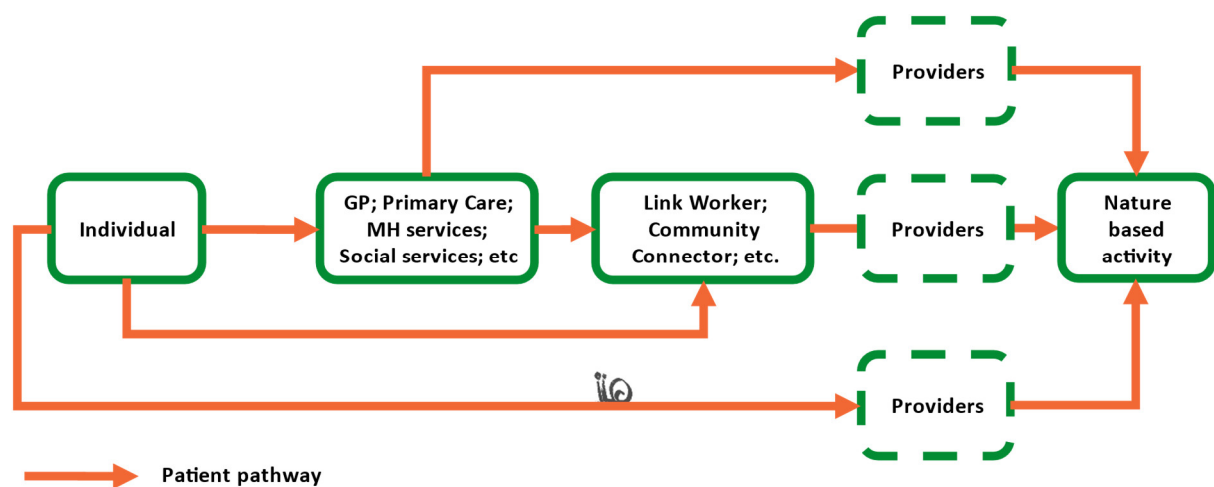 Providers
Individual
GP; Primary Care;
MH services;
Social services; etc
Link Worker;
Community
Connector; etc.
Providers
Nature
based
activity
Providers
Patient pathway